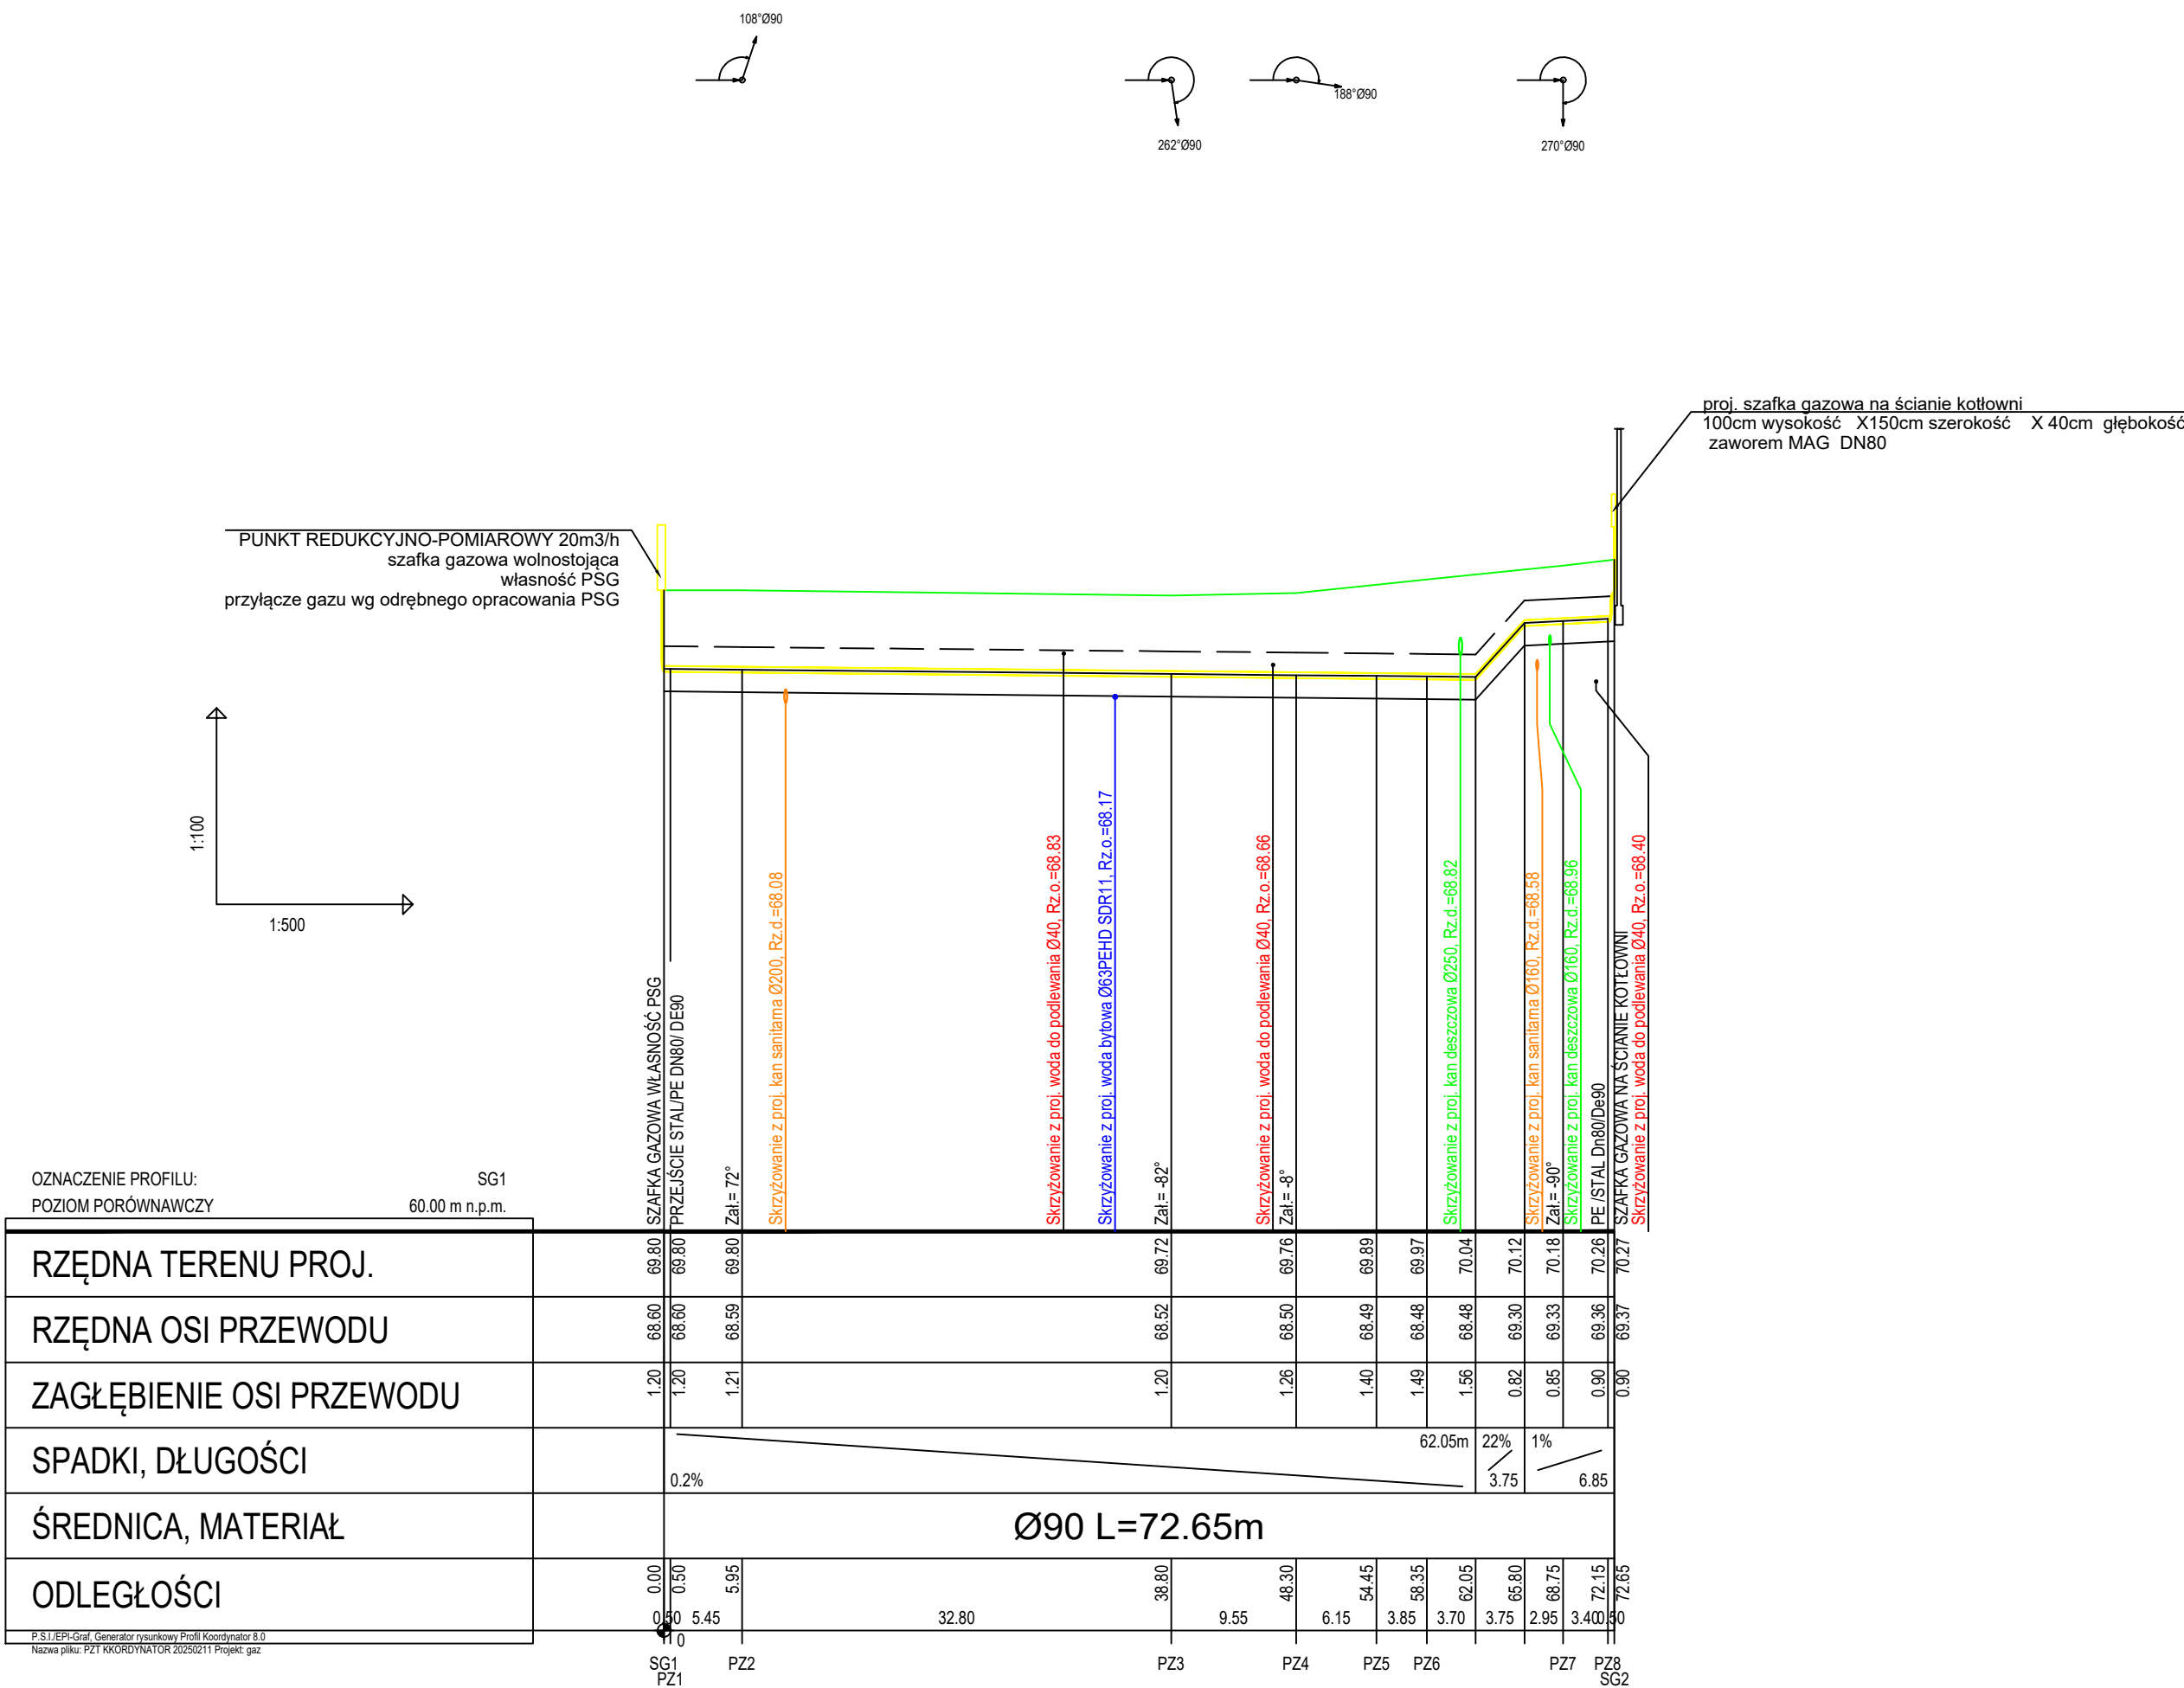 108°Ø90
262°Ø90
188°Ø90
270°Ø90
proj. szafka gazowa na ścianie kotłowni
100cm wysokość X150cm szerokość X 40cm głębokość
zaworem MAG DN80
PUNKT REDUKCYJNO-POMIAROWY 20m3/h
szafka gazowa wolnostojąca
własność PSG
przyłącze gazu wg odrębnego opracowania PSG
1:100
1:500
SZAFKA GAZOWA WŁASNOŚĆ PSG
PRZEJŚCIE STAL/PE DN80/ DE90
Zał.= 72°
Skrzyżowanie z proj. kan sanitarna Ø200, Rz.d.=68.08
Skrzyżowanie z proj. woda do podlewania Ø40, Rz.o.=68.83
Skrzyżowanie z proj. woda bytowa Ø63PEHD SDR11, Rz.o.=68.17
Zał.= -82°
Skrzyżowanie z proj. woda do podlewania Ø40, Rz.o.=68.66
Zał.= -8°
Skrzyżowanie z proj. kan deszczowa Ø250, Rz.d.=68.82
Skrzyżowanie z proj. kan sanitarna Ø160, Rz.d.=68.58
Zał.= -90°
Skrzyżowanie z proj. kan deszczowa Ø160, Rz.d.=68.96
PE /STAL Dn80/De90
SZAFKA GAZOWA NA ŚCIANIE KOTŁOWNI
Skrzyżowanie z proj. woda do podlewania Ø40, Rz.o.=68.40
OZNACZENIE PROFILU: SG1
POZIOM PORÓWNAWCZY 60.00 m n.p.m.
RZĘDNA TERENU PROJ. 69.80 69.80 69.80 69.72 69.76 69.89 69.97 70.04 70.12 70.18 70.26 70.27
RZĘDNA OSI PRZEWODU 68.60 68.60 68.59 68.52 68.50 68.49 68.48 68.48 69.30 69.33 69.36 69.37
ZAGŁĘBIENIE OSI PRZEWODU 1.20 1.20 1.21 1.20 1.26 1.40 1.49 1.56 0.82 0.85 0.90 0.90
SPADKI, DŁUGOŚCI 0.2% 62.05m 22% 3.75 1% 6.85
ŚREDNICA, MATERIAŁ Ø90 L=72.65m
ODLEGŁOŚCI 0.00 0.50 5.95 38.80 48.30 54.45 58.35 62.05 65.80 68.75 72.15 72.65
0.50 5.45 32.80 9.55 6.15 3.85 3.70 3.75 2.95 3.40 0.50
P.S.I./EPI-Graf, Generator rysunkowy Profil Koordynator 8.0
Nazwa pliku: PZT KKORDYNATOR 20250211 Projekt: gaz
0
SG1 PZ2 PZ3 PZ4 PZ5 PZ6 PZ7 PZ8
PZ1 SG2